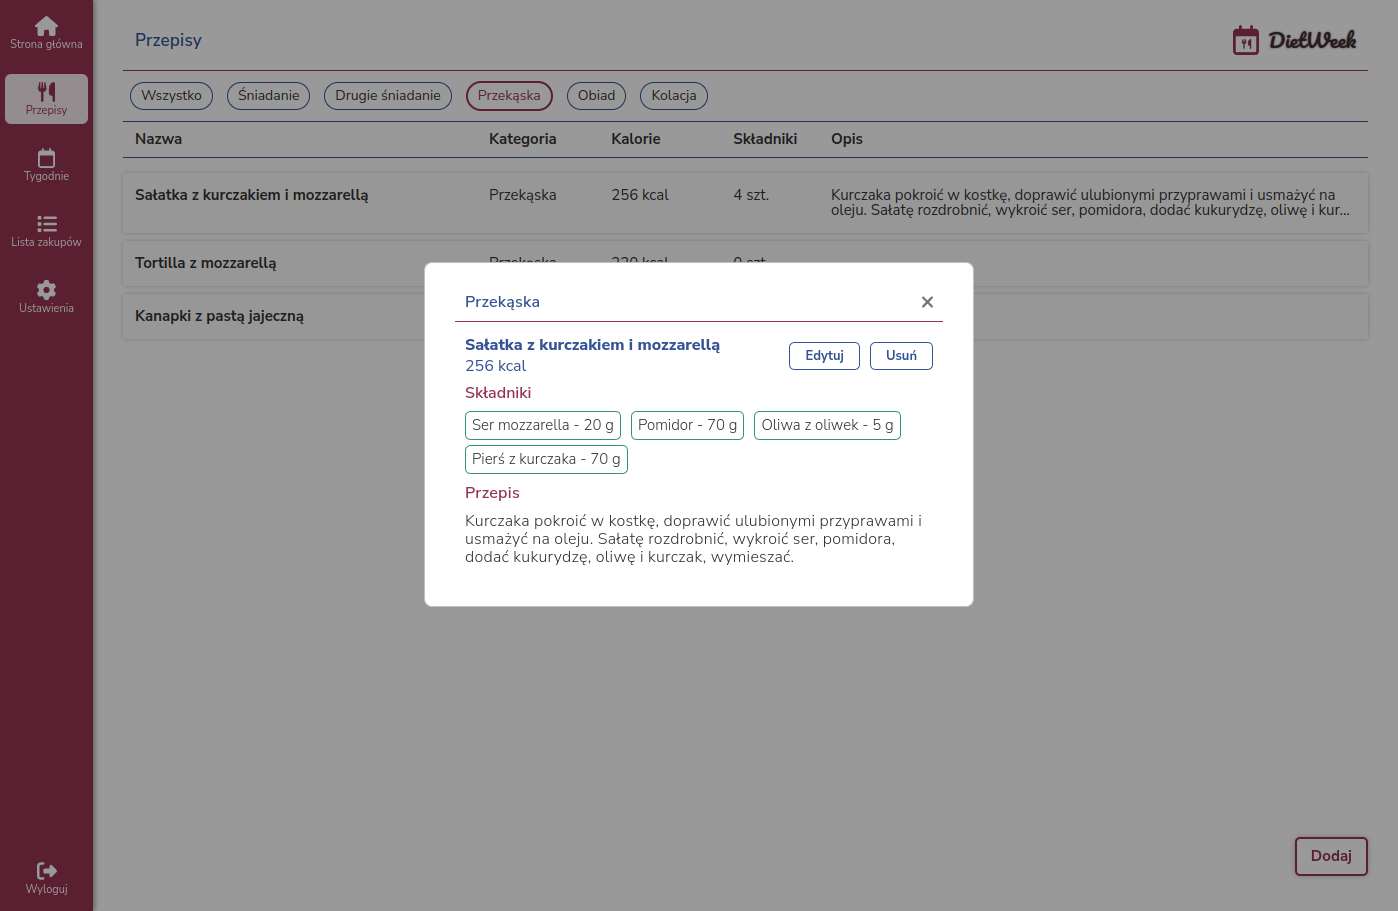 Strona główna
Przepisy
Tygodnie
Lista zakupów
Ustawienia
Wyloguj
Przepisy
DietWeek
Wszystko
Śniadanie
Drugie śniadanie
Przekąska
Obiad
Kolacja
Nazwa Kategoria Kalorie Składniki Opis
Sałatka z kurczakiem i mozzarellą Przekąska 256 kcal 4 szt. Kurczaka pokroić w kostkę, doprawić ulubionymi przyprawami i usmażyć na
oleju. Sałatę rozdrobnić, wykroić ser, pomidora, dodać kukurydzę, oliwę i kur...
Tortilla z mozzarellą
Kanapki z pastą jajeczną
Przekąska
Sałatka z kurczakiem i mozzarellą
256 kcal
Edytuj
Usuń
Składniki
Ser mozzarella - 20 g
Pomidor - 70 g
Oliwa z oliwek - 5 g
Pierś z kurczaka - 70 g
Przepis
Kurczaka pokroić w kostkę, doprawić ulubionymi przyprawami i
usmażyć na oleju. Sałatę rozdrobnić, wykroić ser, pomidora,
dodać kukurydzę, oliwę i kurczak, wymieszać.
Dodaj